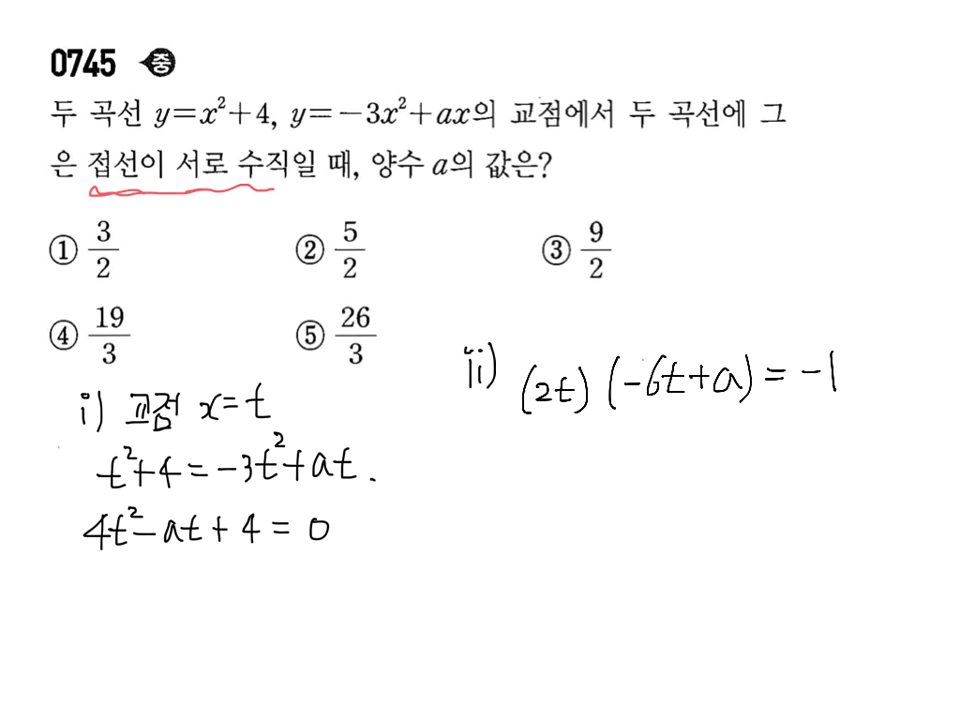 0745 중
두 곡선 y=x²+4, y=-3x²+ax의 교점에서 두 곡선에 그
은 접선이 서로 수직일 때, 양수 a의 값은?
① 3/2 ② 5/2 ③ 9/2
④ 19/3 ⑤ 26/3
i) 교점 x=t
t²+4=-3t²+at.
4t²-at+4=0
ii) (2t)(-6t+a)=-1